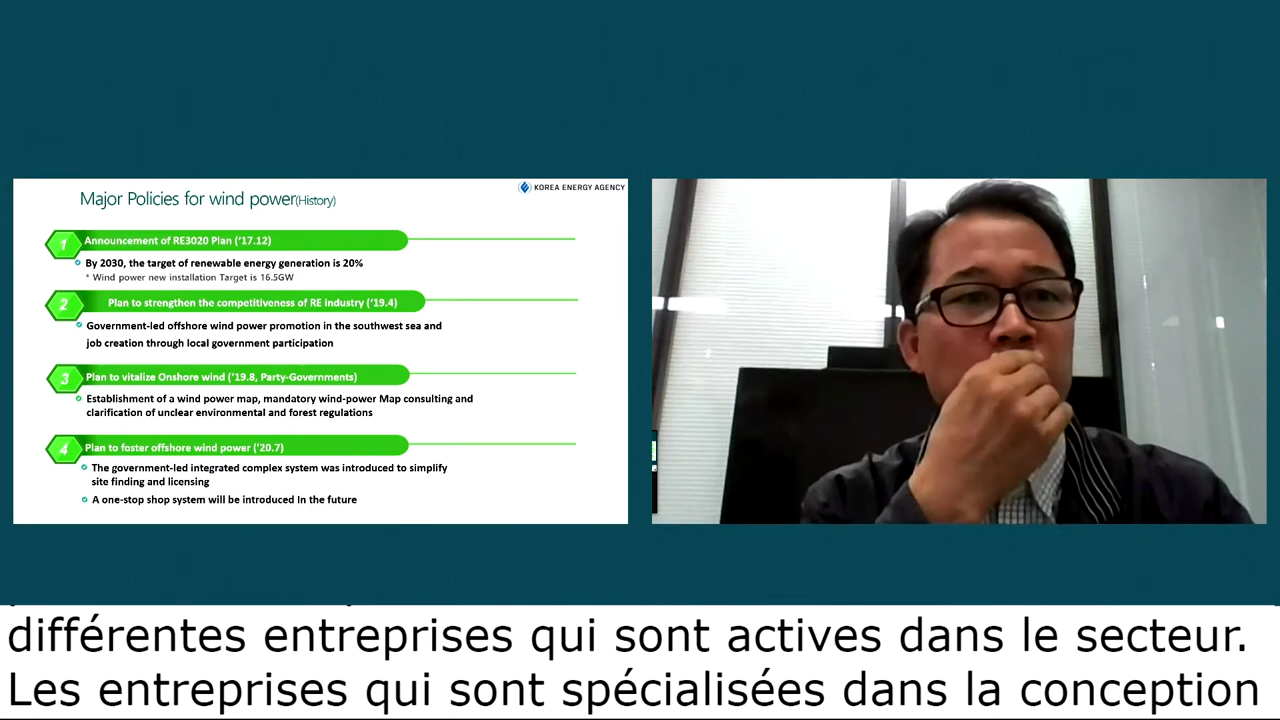 KOREA ENERGY AGENCY
Major Policies for wind power(History)
1 Announcement of RE3020 Plan ('17.12)
By 2030, the target of renewable energy generation is 20%
* Wind power new installation Target is 16.5GW
Plan to strengthen the competitiveness of RE industry ('19.4)
Government-led offshore wind power promotion in the southwest sea and
job creation through local government participation
3 Plan to vitalize Onshore wind ('19.8, Party-Governments)
Establishment of a wind power map, mandatory wind-power Map consulting and
clarification of unclear environmental and forest regulations
4 Plan to foster offshore wind power ('20.7)
The government-led integrated complex system was introduced to simplify
site finding and licensing
A one-stop shop system will be introduced In the future
différentes entreprises qui sont actives dans le secteur.
Les entreprises qui sont spécialisées dans la conception